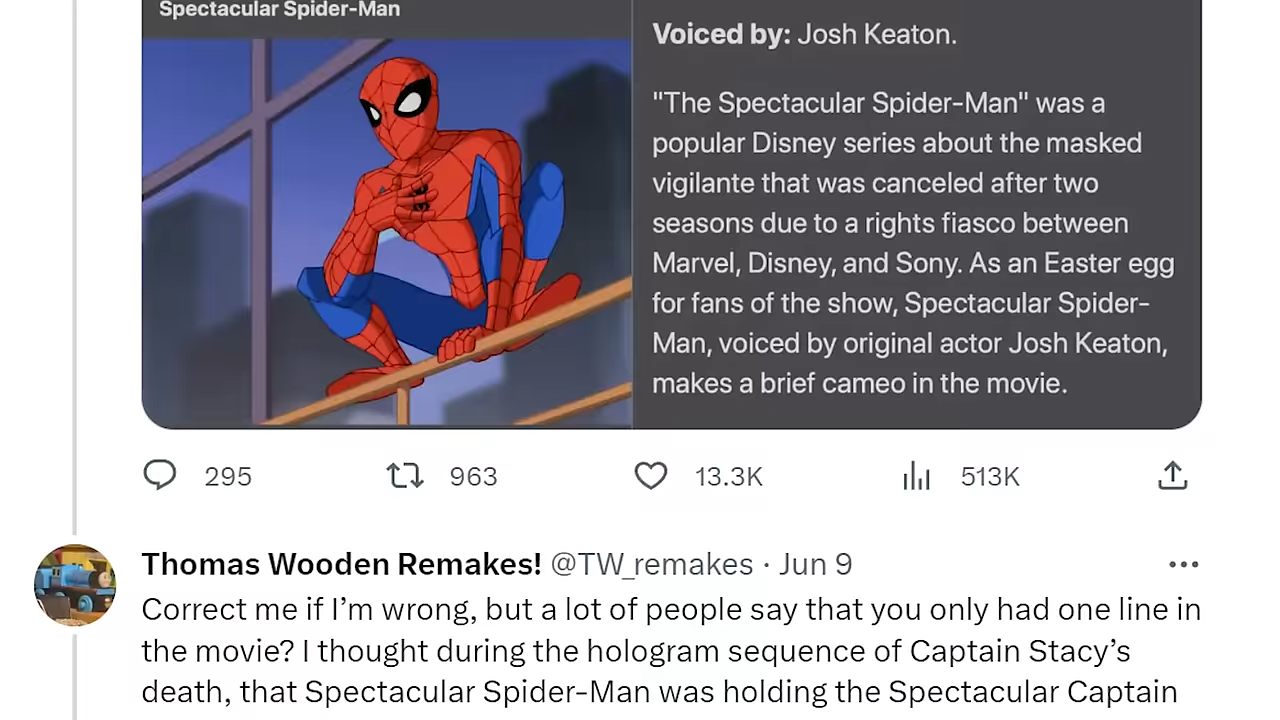 Spectacular Spider-Man
Voiced by: Josh Keaton.
"The Spectacular Spider-Man" was a
popular Disney series about the masked
vigilante that was canceled after two
seasons due to a rights fiasco between
Marvel, Disney, and Sony. As an Easter egg
for fans of the show, Spectacular Spider-
Man, voiced by original actor Josh Keaton,
makes a brief cameo in the movie.
295 963 13.3K 513K
Thomas Wooden Remakes! @TW_remakes · Jun 9
Correct me if I’m wrong, but a lot of people say that you only had one line in
the movie? I thought during the hologram sequence of Captain Stacy’s
death, that Spectacular Spider-Man was holding the Spectacular Captain